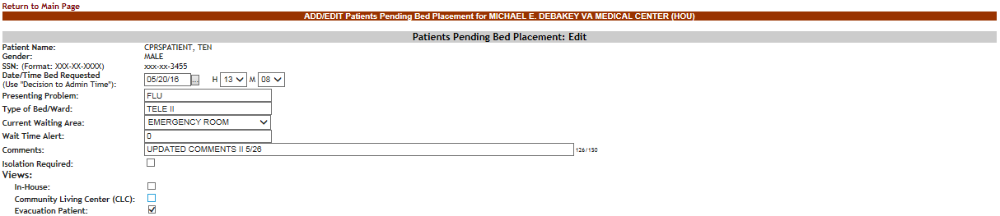 Return to Main Page
ADD/EDIT Patients Pending Bed Placement for MICHAEL E. DEBAKEY VA MEDICAL CENTER (HOU)
Patients Pending Bed Placement: Edit
Patient Name: CPRSPATIENT, TEN
Gender: MALE
SSN: (Format: XXX-XX-XXXX) xxx-xx-3455
Date/Time Bed Requested
(Use "Decision to Admin Time"): 05/20/16 ... H 13 M 08
Presenting Problem: FLU
Type of Bed/Ward: TELE II
Current Waiting Area: EMERGENCY ROOM
Wait Time Alert: 0
Comments: UPDATED COMMENTS II 5/26 126/150
Isolation Required:
Views:
In-House:
Community Living Center (CLC):
Evacuation Patient: